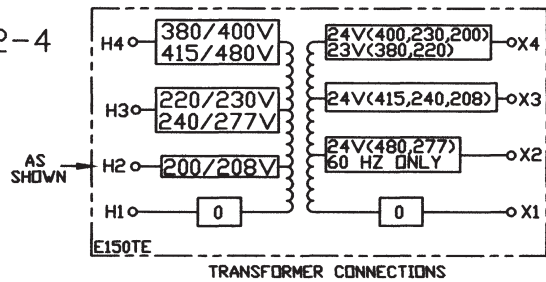 2-4
H4 380/400V 24V(400,230,200) X4
415/480V 23V(380,220)
H3 220/230V 24V(415,240,208) X3
240/277V
AS SHOWN H2 200/208V 24V(480,277) X2
60 HZ ONLY
H1 0 0 X1
E150TE
TRANSFORMER CONNECTIONS